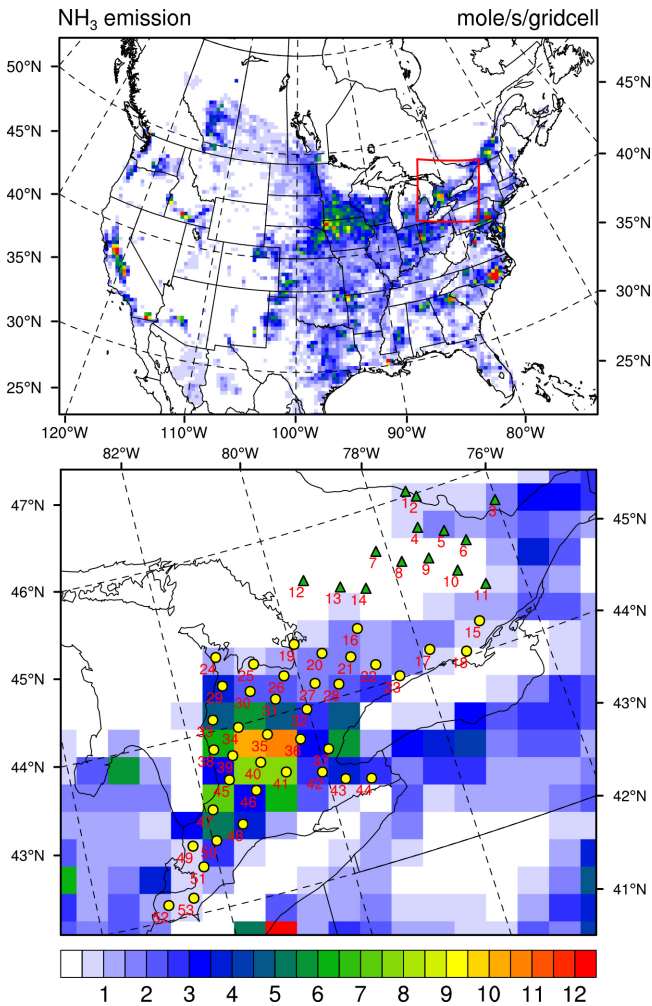 NH₃ emission mole/s/gridcell
50°N 45°N
45°N 40°N
40°N 35°N
35°N
30°N 30°N
25°N 25°N
120°W 110°W 100°W 90°W 80°W
82°W 80°W 78°W 76°W
47°N 45°N
46°N 44°N
45°N 43°N
44°N 42°N
43°N 41°N
1 2 3
4 5 6
7 8 9 10 11
12 13 14
15
16
17 18
19 20 21 22 23
24 25 26 27 28
29 30 31 32
33 34 35 36 37
38 39 40 41 42 43 44
45 46
47 48
49 50
51
52 53
1 2 3 4 5 6 7 8 9 10 11 12